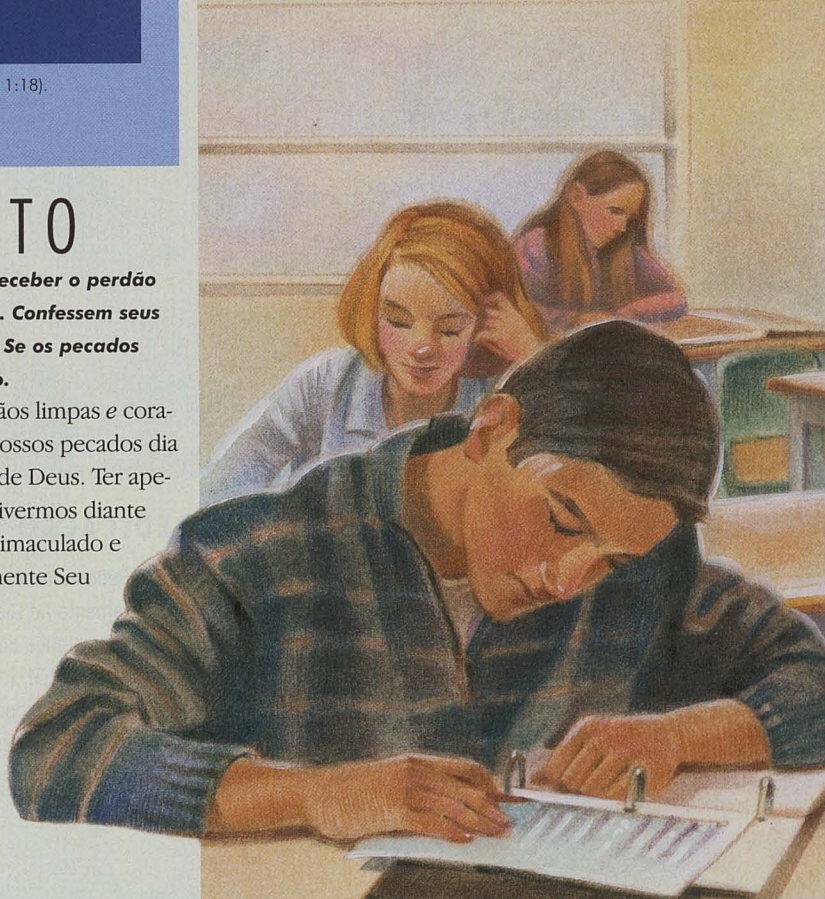 1:18).
TO
eceber o perdão
. Confessem seus
Se os pecados
o.
ãos limpas e cora-
ossos pecados dia
de Deus. Ter ape-
ivermos diante
imaculado e
nente Seu